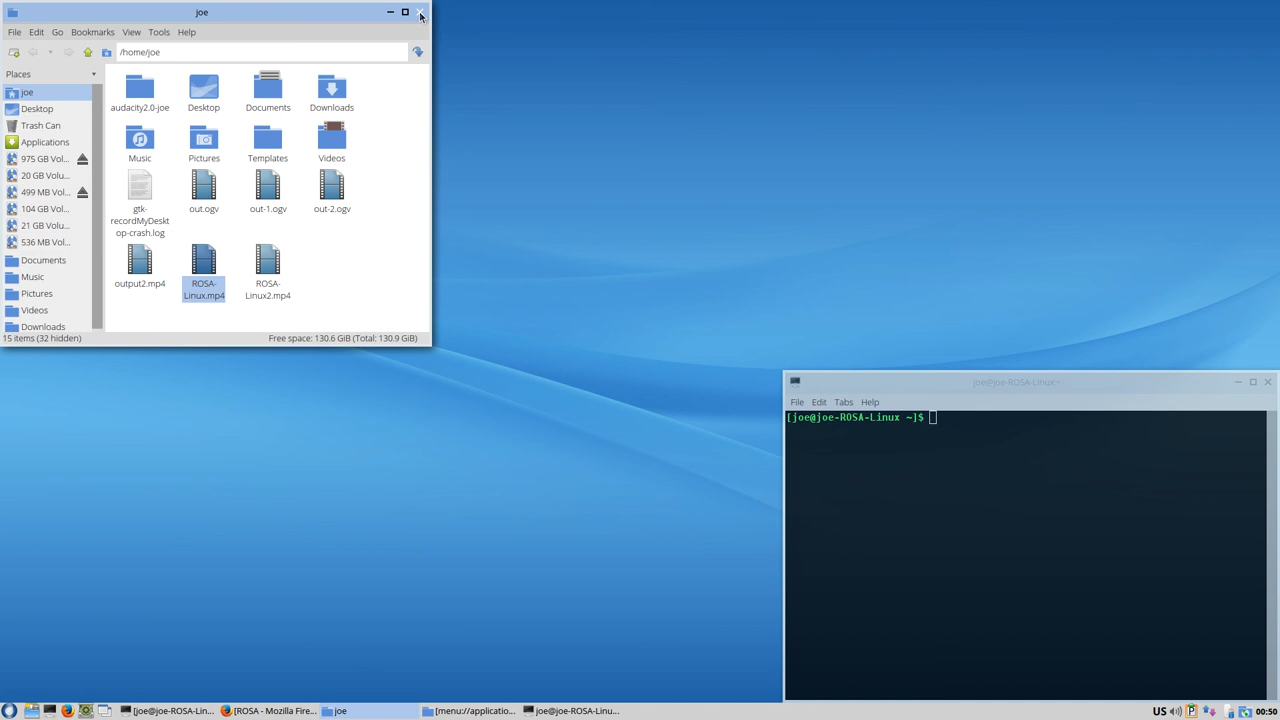 joe
File Edit Go Bookmarks View Tools Help
/home/joe
Places
joe
Desktop
Trash Can
Applications
975 GB Vol...
20 GB Volu...
499 MB Vol...
104 GB Vol...
21 GB Volu...
536 MB Vol...
Documents
Music
Pictures
Videos
Downloads
audacity2.0-joe Desktop Documents Downloads
Music Pictures Templates Videos
gtk-
recordMyDeskt
op-crash.log
out.ogv out-1.ogv out-2.ogv
output2.mp4
ROSA-
Linux.mp4
ROSA-
Linux2.mp4
15 items (32 hidden) Free space: 130.6 GiB (Total: 130.9 GiB)
joe@joe-ROSA-Linux:~
File Edit Tabs Help
[joe@joe-ROSA-Linux ~]$
[joe@joe-ROSA-Lin... [ROSA - Mozilla Fire... joe [menu://applicatio... joe@joe-ROSA-Linu... US 00:50